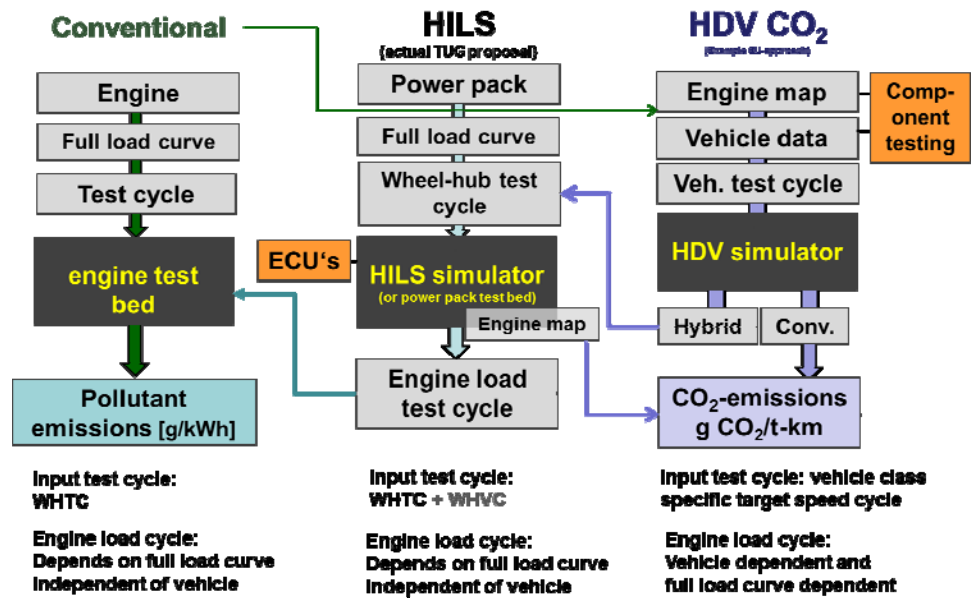 Conventional
Engine
Full load curve
Test cycle
engine test
bed
Pollutant
emissions [g/kWh]
Input test cycle:
WHTC
Engine load cycle:
Depends on full load curve
Independent of vehicle
HILS
(actual TUG proposal)
Power pack
Full load curve
Wheel-hub test
cycle
ECU's
HILS simulator
(or power pack test bed)
Engine map
Engine load
test cycle
Input test cycle:
WHTC + WHVC
Engine load cycle:
Depends on full load curve
Independent of vehicle
HDV CO₂
(Example EU-approach)
Engine map
Vehicle data
Veh. test cycle
Comp-
onent
testing
HDV simulator
Hybrid
Conv.
CO₂-emissions
g CO₂/t-km
Input test cycle: vehicle class
specific target speed cycle
Engine load cycle:
Vehicle dependent and
full load curve dependent